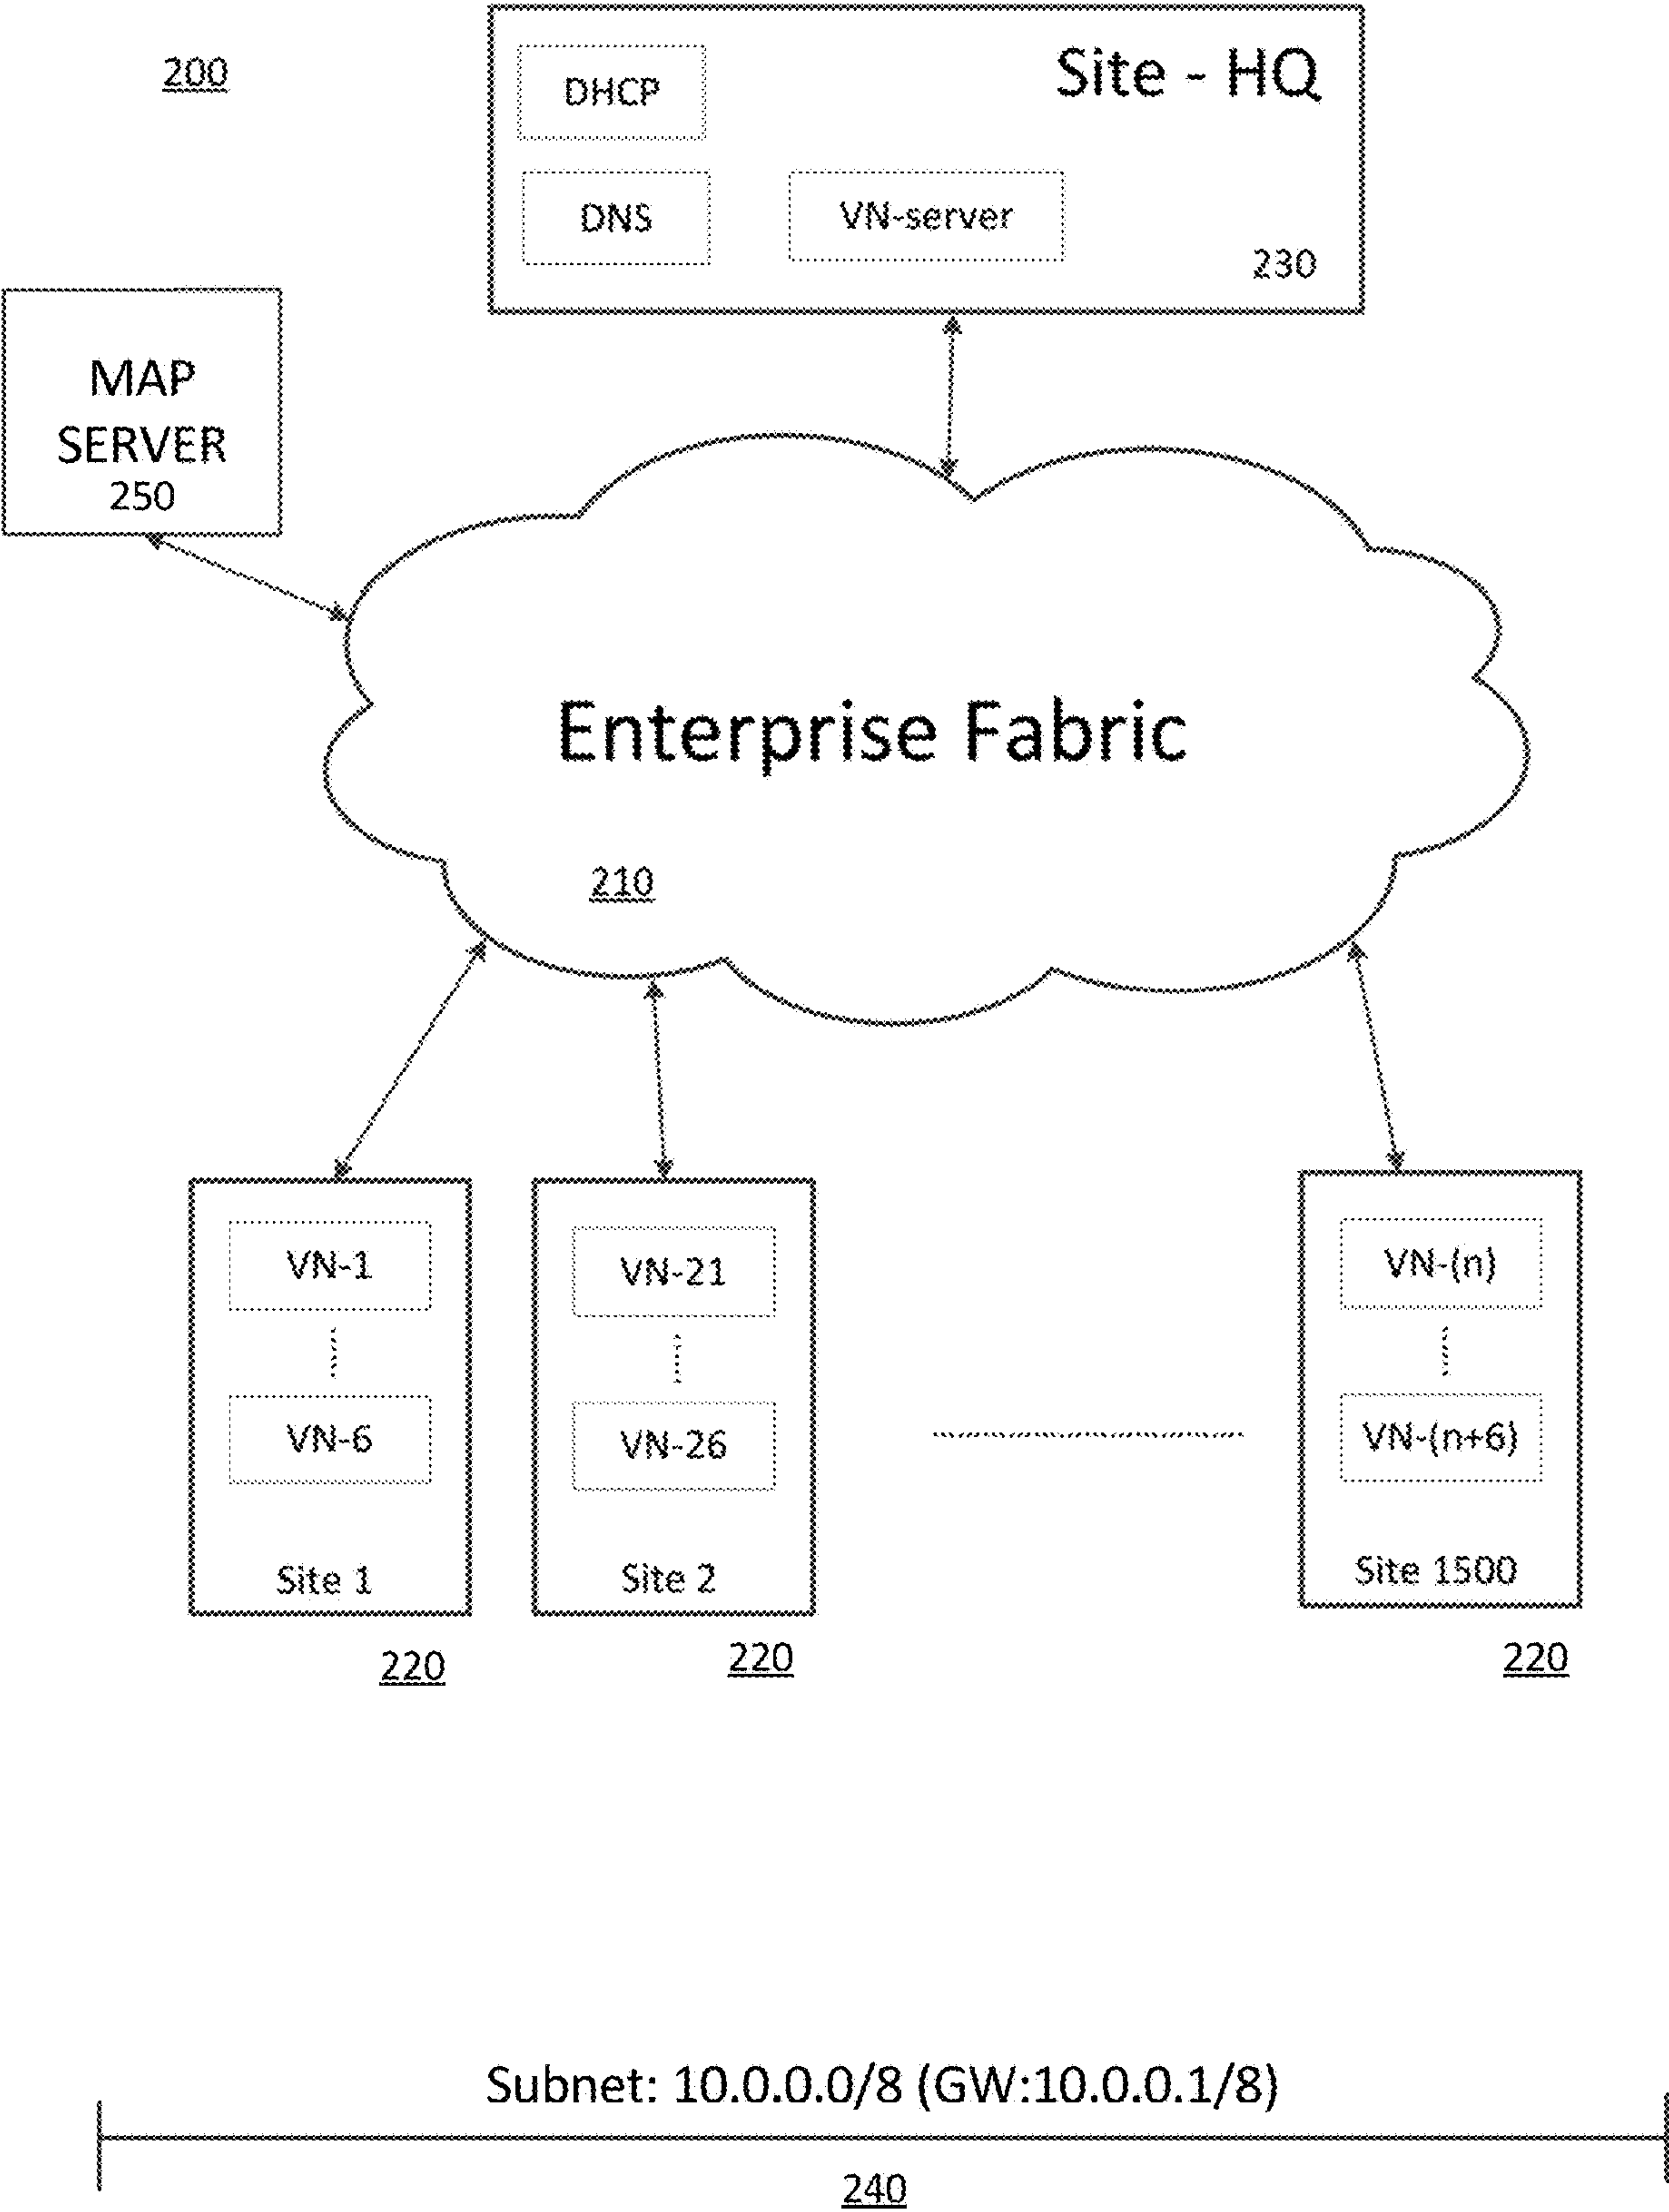 200
Site - HQ
DHCP
DNS
VN-server
230
MAP
SERVER
250
Enterprise Fabric
210
VN-1
VN-6
Site 1
220
VN-21
VN-26
Site 2
220
VN-(n)
VN-(n+6)
Site 1500
220
Subnet: 10.0.0.0/8 (GW:10.0.0.1/8)
240